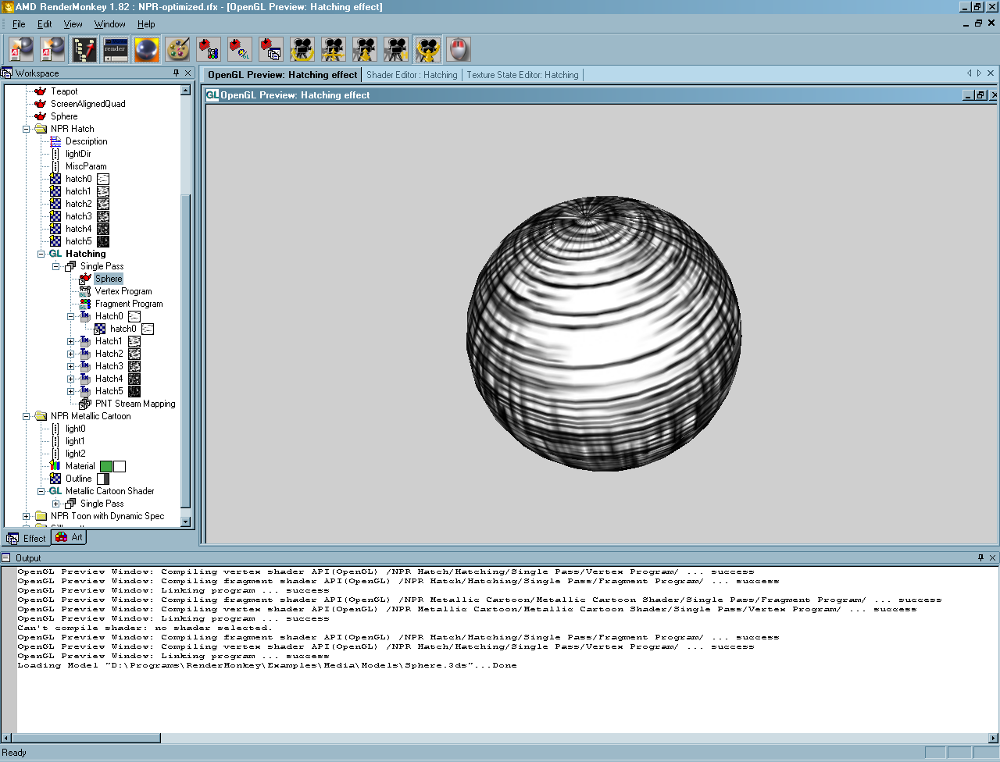 AMD RenderMonkey 1.82 : NPR-optimized.rfx - [OpenGL Preview: Hatching effect]
File Edit View Window Help
render
Workspace
OpenGL Preview: Hatching effect Shader Editor : Hatching Texture State Editor: Hatching
GL OpenGL Preview: Hatching effect
Teapot
ScreenAlignedQuad
Sphere
NPR Hatch
Description
lightDir
MiscParam
hatch0
hatch1
hatch2
hatch3
hatch4
hatch5
GL Hatching
Single Pass
Sphere
Vertex Program
Fragment Program
Hatch0
hatch0
Hatch1
Hatch2
Hatch3
Hatch4
Hatch5
PNT Stream Mapping
NPR Metallic Cartoon
light0
light1
light2
Material
Outline
GL Metallic Cartoon Shader
Single Pass
NPR Toon with Dynamic Spec
Effect Art
Output
OpenGL Preview Window: Compiling vertex shader API(OpenGL) /NPR Hatch/Hatching/Single Pass/Vertex Program/ ... success
OpenGL Preview Window: Compiling fragment shader API(OpenGL) /NPR Hatch/Hatching/Single Pass/Fragment Program/ ... success
OpenGL Preview Window: Linking program ... success
OpenGL Preview Window: Compiling fragment shader API(OpenGL) /NPR Metallic Cartoon/Metallic Cartoon Shader/Single Pass/Fragment Program/ ... success
OpenGL Preview Window: Compiling vertex shader API(OpenGL) /NPR Metallic Cartoon/Metallic Cartoon Shader/Single Pass/Vertex Program/ ... success
OpenGL Preview Window: Linking program ... success
Can't compile shader: no shader selected.
OpenGL Preview Window: Compiling fragment shader API(OpenGL) /NPR Hatch/Hatching/Single Pass/Fragment Program/ ... success
OpenGL Preview Window: Compiling vertex shader API(OpenGL) /NPR Hatch/Hatching/Single Pass/Vertex Program/ ... success
OpenGL Preview Window: Linking program ... success
Loading Model "D:\Programs\RenderMonkey\Examples\Media\Models\Sphere.3ds"...Done
Ready